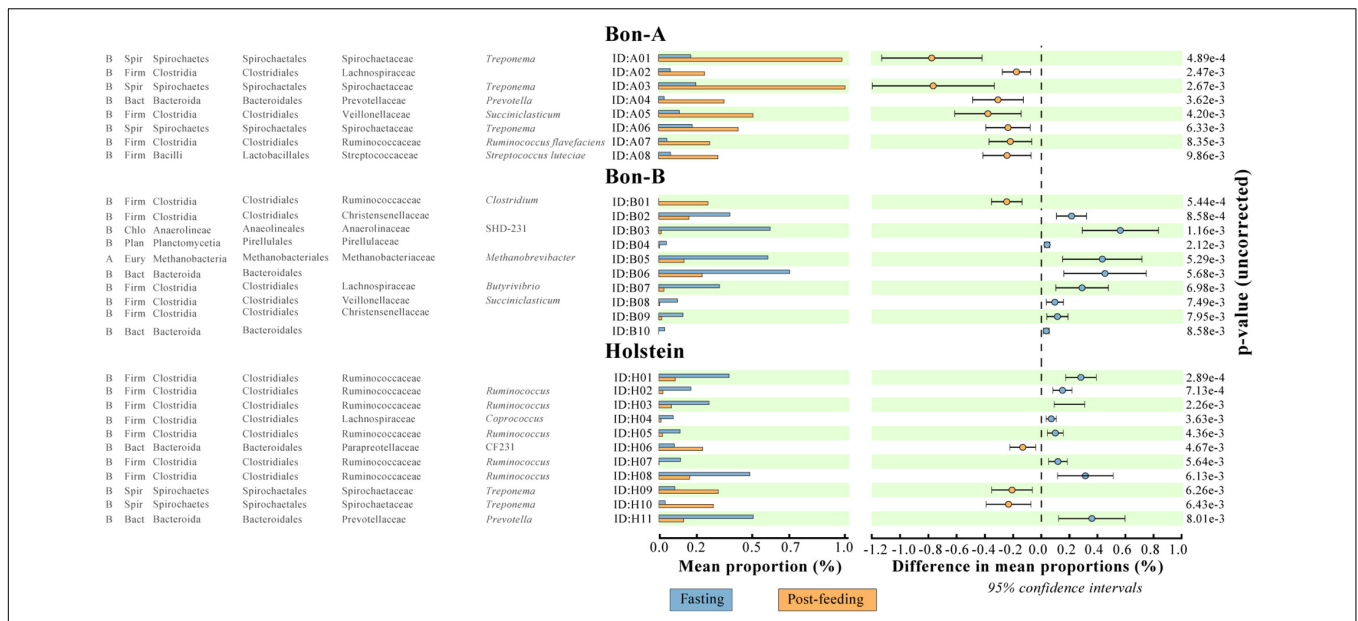 Bon-A
B Spir Spirochaetes Spirochaetales Spirochaetaceae Treponema ID:A01 4.89e-4
B Firm Clostridia Clostridiales Lachnospiraceae ID:A02 2.47e-3
B Spir Spirochaetes Spirochaetales Spirochaetaceae Treponema ID:A03 2.67e-3
B Bact Bacteroida Bacteroidales Prevotellaceae Prevotella ID:A04 3.62e-3
B Firm Clostridia Clostridiales Veillonellaceae Succiniclasticum ID:A05 4.20e-3
B Spir Spirochaetes Spirochaetales Spirochaetaceae Treponema ID:A06 6.33e-3
B Firm Clostridia Clostridiales Ruminococcaceae Ruminococcus flavefaciens ID:A07 8.35e-3
B Firm Bacilli Lactobacillales Streptococcaceae Streptococcus luteciae ID:A08 9.86e-3
Bon-B
B Firm Clostridia Clostridiales Ruminococcaceae Clostridium ID:B01 5.44e-4
B Firm Clostridia Clostridiales Christensenellaceae ID:B02 8.58e-4
B Chlo Anaerolineae Anaeolineales Anaerolinaceae SHD-231 ID:B03 1.16e-3
B Plan Planctomycetia Pirellulales Pirellulaceae ID:B04 2.12e-3
A Eury Methanobacteria Methanobacteriales Methanobacteriaceae Methanobrevibacter ID:B05 5.29e-3
B Bact Bacteroida Bacteroidales ID:B06 5.68e-3
B Firm Clostridia Clostridiales Lachnospiraceae Butyrivibrio ID:B07 6.98e-3
B Firm Clostridia Clostridiales Veillonellaceae Succiniclasticum ID:B08 7.49e-3
B Firm Clostridia Clostridiales Christensenellaceae ID:B09 7.95e-3
B Bact Bacteroida Bacteroidales ID:B10 8.58e-3
p-value (uncorrected)
Holstein
B Firm Clostridia Clostridiales Ruminococcaceae ID:H01 2.89e-4
B Firm Clostridia Clostridiales Ruminococcaceae Ruminococcus ID:H02 7.13e-4
B Firm Clostridia Clostridiales Ruminococcaceae Ruminococcus ID:H03 2.26e-3
B Firm Clostridia Clostridiales Lachnospiraceae Coprococcus ID:H04 3.63e-3
B Firm Clostridia Clostridiales Ruminococcaceae Ruminococcus ID:H05 4.36e-3
B Bact Bacteroida Bacteroidales Parapreotellaceae CF231 ID:H06 4.67e-3
B Firm Clostridia Clostridiales Ruminococcaceae Ruminococcus ID:H07 5.64e-3
B Firm Clostridia Clostridiales Ruminococcaceae Ruminococcus ID:H08 6.13e-3
B Spir Spirochaetes Spirochaetales Spirochaetaceae Treponema ID:H09 6.26e-3
B Spir Spirochaetes Spirochaetales Spirochaetaceae Treponema ID:H10 6.43e-3
B Bact Bacteroida Bacteroidales Prevotellaceae Prevotella ID:H11 8.01e-3
0.0 0.2 0.5 0.7 1.0 -1.2 -1.0 -0.8 -0.6 -0.4 -0.2 0.0 0.2 0.4 0.6 0.8 1.0
Mean proportion (%) Difference in mean proportions (%)
95% confidence intervals
Fasting Post-feeding